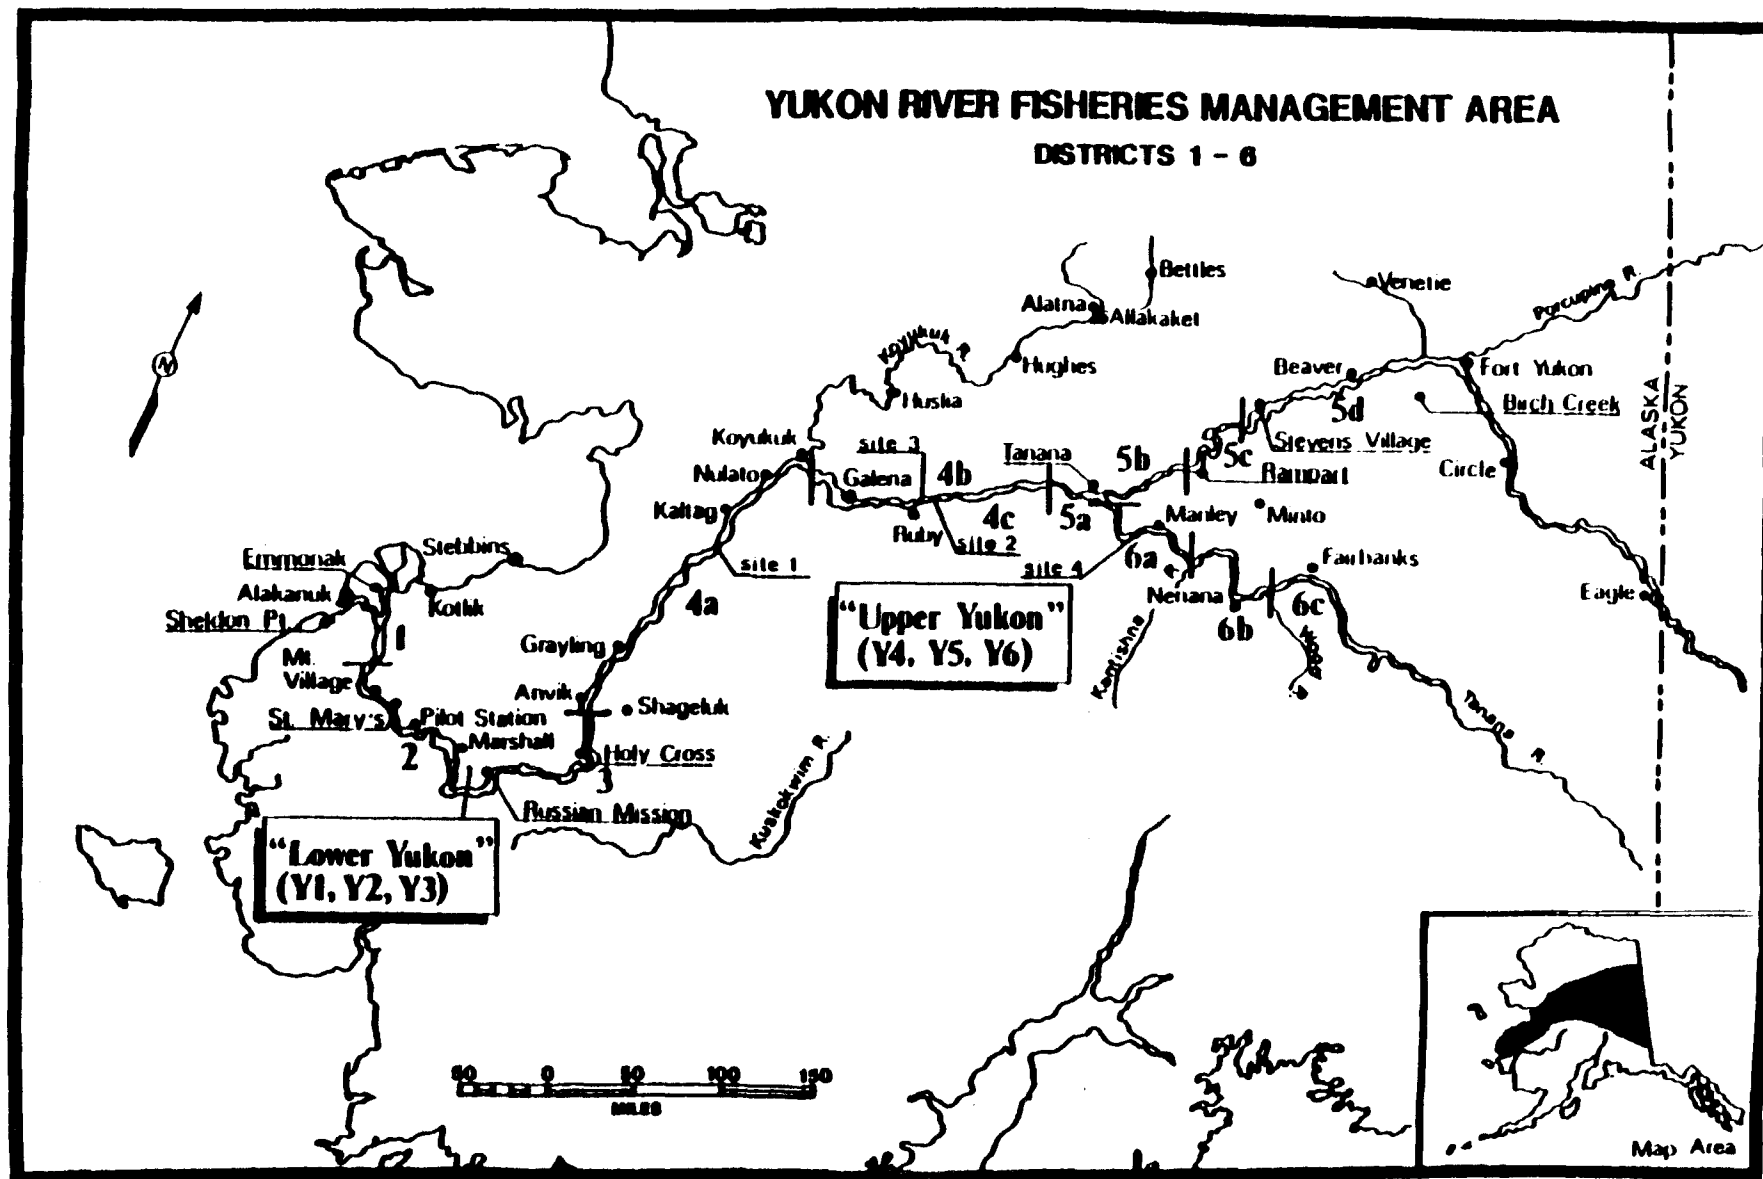 YUKON RIVER FISHERIES MANAGEMENT AREA
DISTRICTS 1 - 6
N
Bettles
Alatna
Allakaket
Venetie
Porcupine R.
Koyukuk R.
Hughes
Huslia
Beaver
Fort Yukon
5d
Birch Creek
ALASKA
YUKON
Koyukuk
site 3
Tanana
5b
5c
Stevens Village
Nulato
Galena
4b
Rampart
Circle
Kaltag
4c
5a
Manley
Minto
Ruby
site 2
Emmonak
Stebbins
site 1
site 4
6a
Fairbanks
Alakanuk
Kotlik
4a
Nenana
6c
Eagle
Sheldon Pt.
1
"Upper Yukon"
(Y4, Y5, Y6)
6b
Kantishna R.
Wood R.
Grayling
Mt.
Village
Anvik
Shageluk
St. Mary's
Pilot Station
Tanana R.
2
Marshall
Holy Cross
3
Kuskokwim R.
Russian Mission
"Lower Yukon"
(Y1, Y2, Y3)
50 0 50 100 150
MILES
Map Area